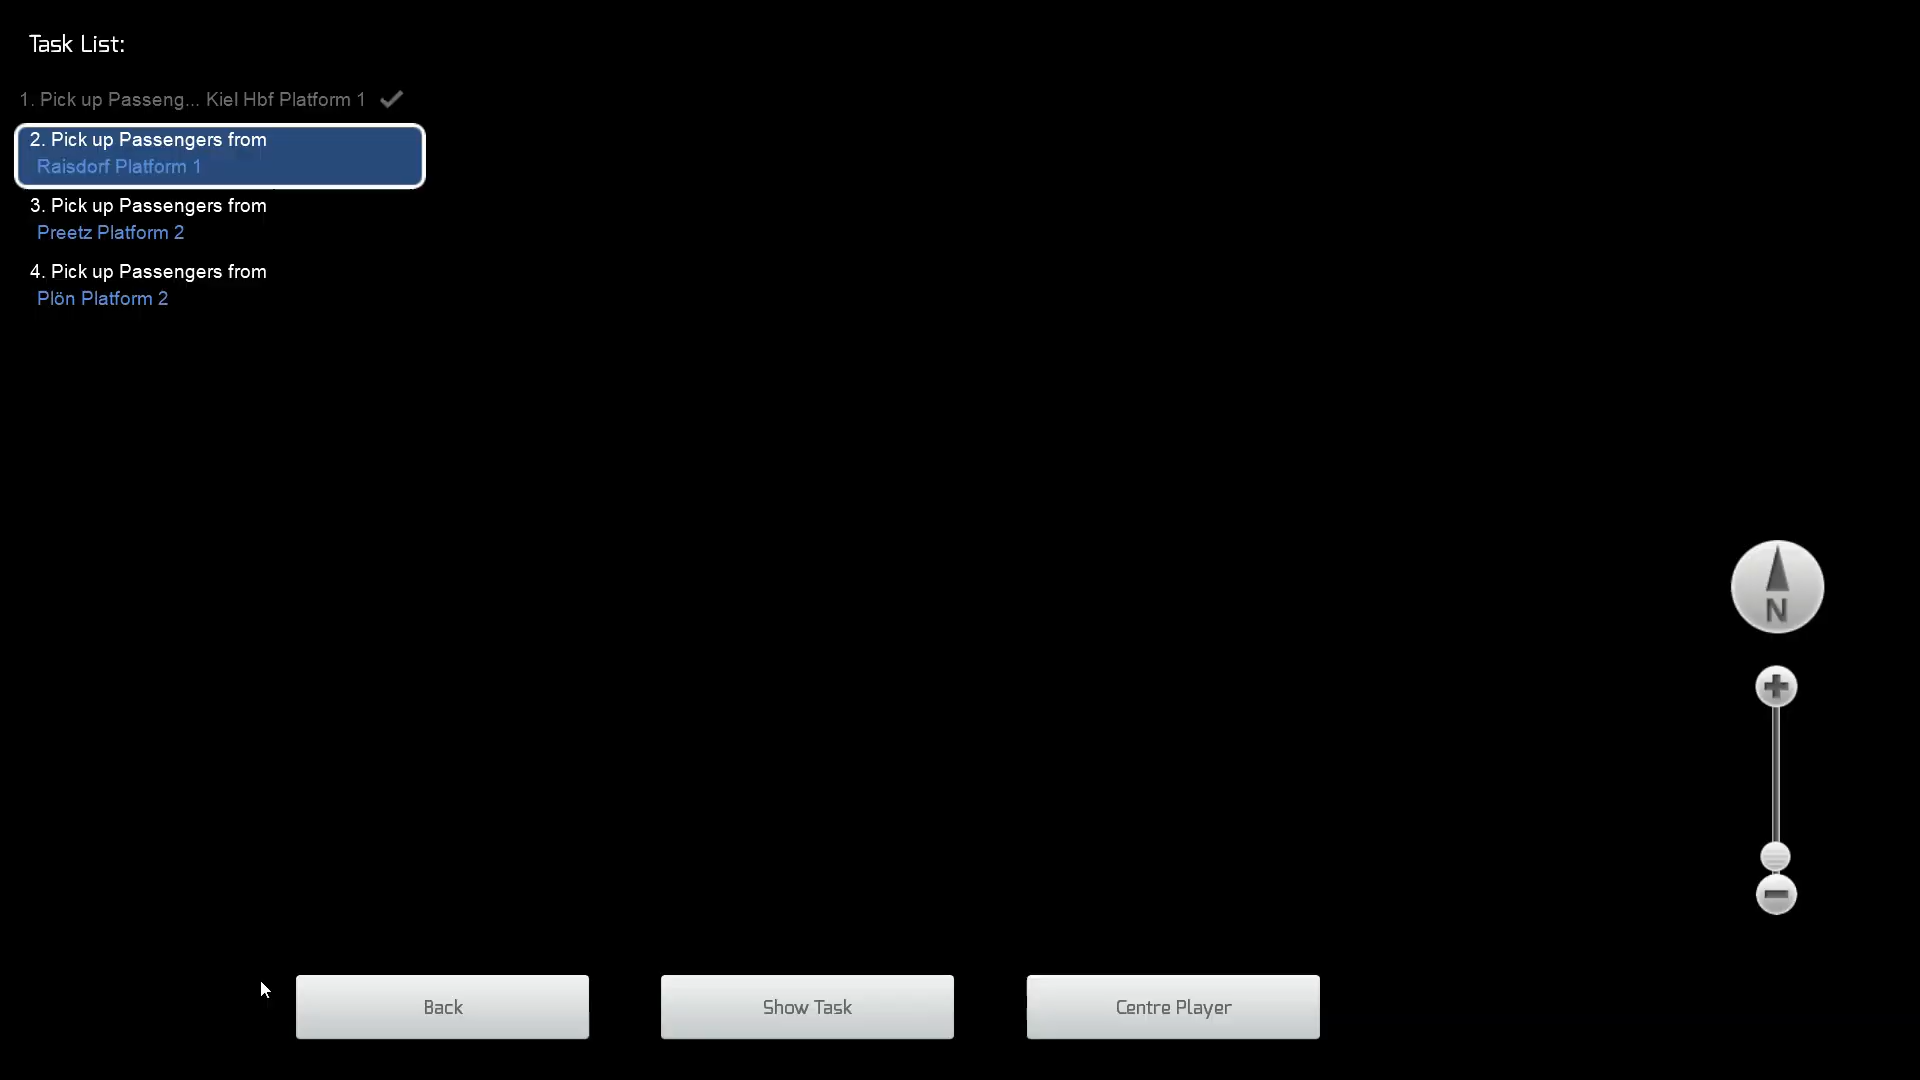 Task List:
1. Pick up Passeng... Kiel Hbf Platform 1
2. Pick up Passengers from
Raisdorf Platform 1
3. Pick up Passengers from
Preetz Platform 2
4. Pick up Passengers from
Plön Platform 2
N
Back
Show Task
Centre Player